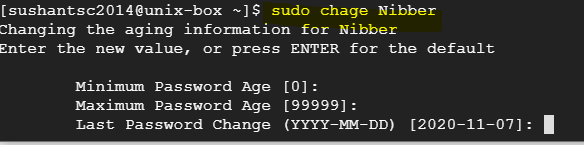 [sushantsc2014@unix-box ~]$ sudo chage Nibber
Changing the aging information for Nibber
Enter the new value, or press ENTER for the default
Minimum Password Age [0]:
Maximum Password Age [99999]:
Last Password Change (YYYY-MM-DD) [2020-11-07]: